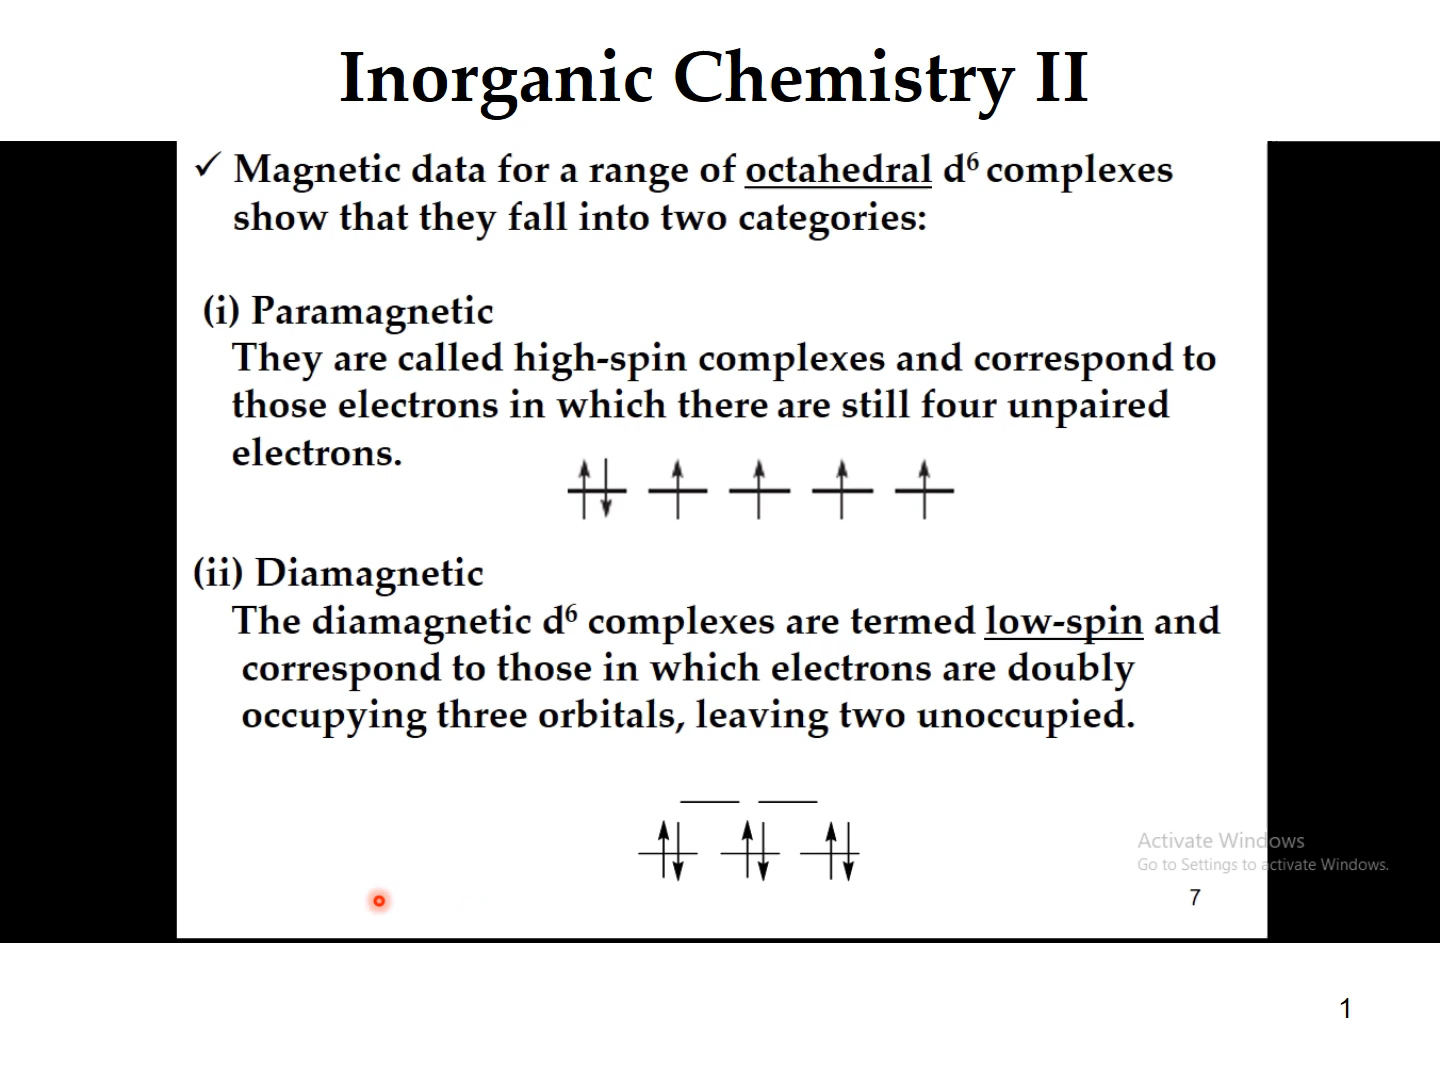 Inorganic Chemistry II
✓ Magnetic data for a range of octahedral d⁶ complexes
show that they fall into two categories:
(i) Paramagnetic
They are called high-spin complexes and correspond to
those electrons in which there are still four unpaired
electrons.
(ii) Diamagnetic
The diamagnetic d⁶ complexes are termed low-spin and
correspond to those in which electrons are doubly
occupying three orbitals, leaving two unoccupied.
Activate Windows
Go to Settings to activate Windows.
7
1